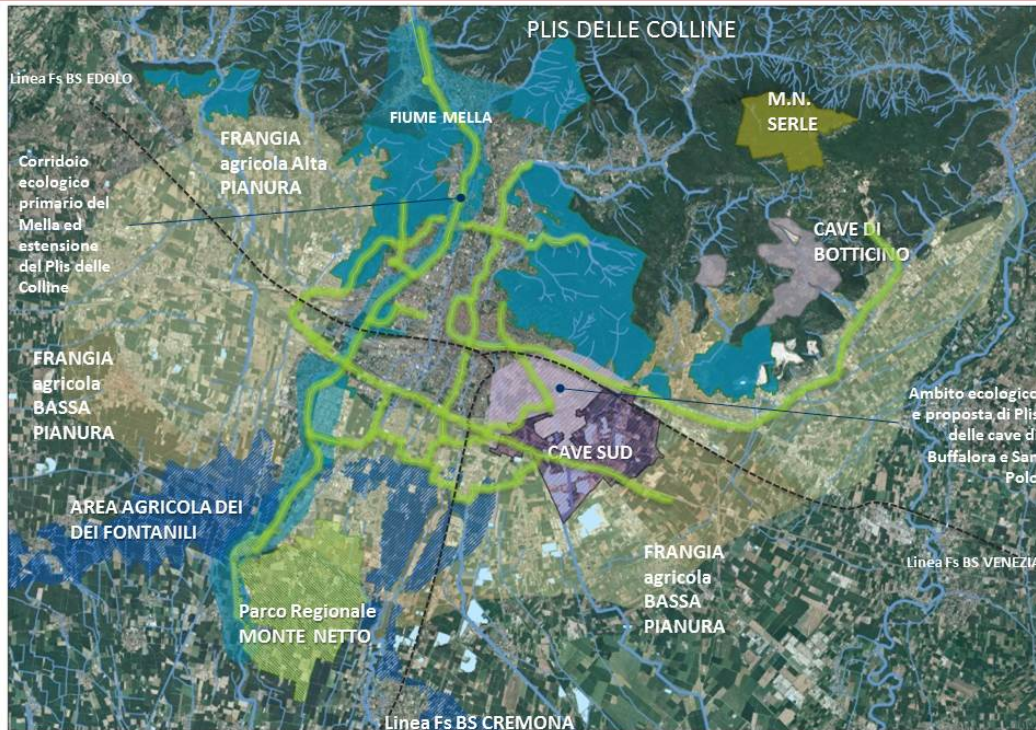 PLIS DELLE COLLINE
Linea Fs BS EDOLO
M.N.
SERLE
FIUME MELLA
FRANGIA
agricola Alta
PIANURA
Corridoio
ecologico
primario del
Mella ed
estensione
del Plis delle
Colline
CAVE DI
BOTTICINO
FRANGIA
agricola
BASSA
PIANURA
Ambito ecologico
e proposta di Plis
delle cave di
Buffalora e San
Polo
CAVE SUD
AREA AGRICOLA DEI
DEI FONTANILI
FRANGIA
agricola
BASSA
PIANURA
Linea Fs BS VENEZIA
Parco Regionale
MONTE NETTO
Linea Fs BS CREMONA